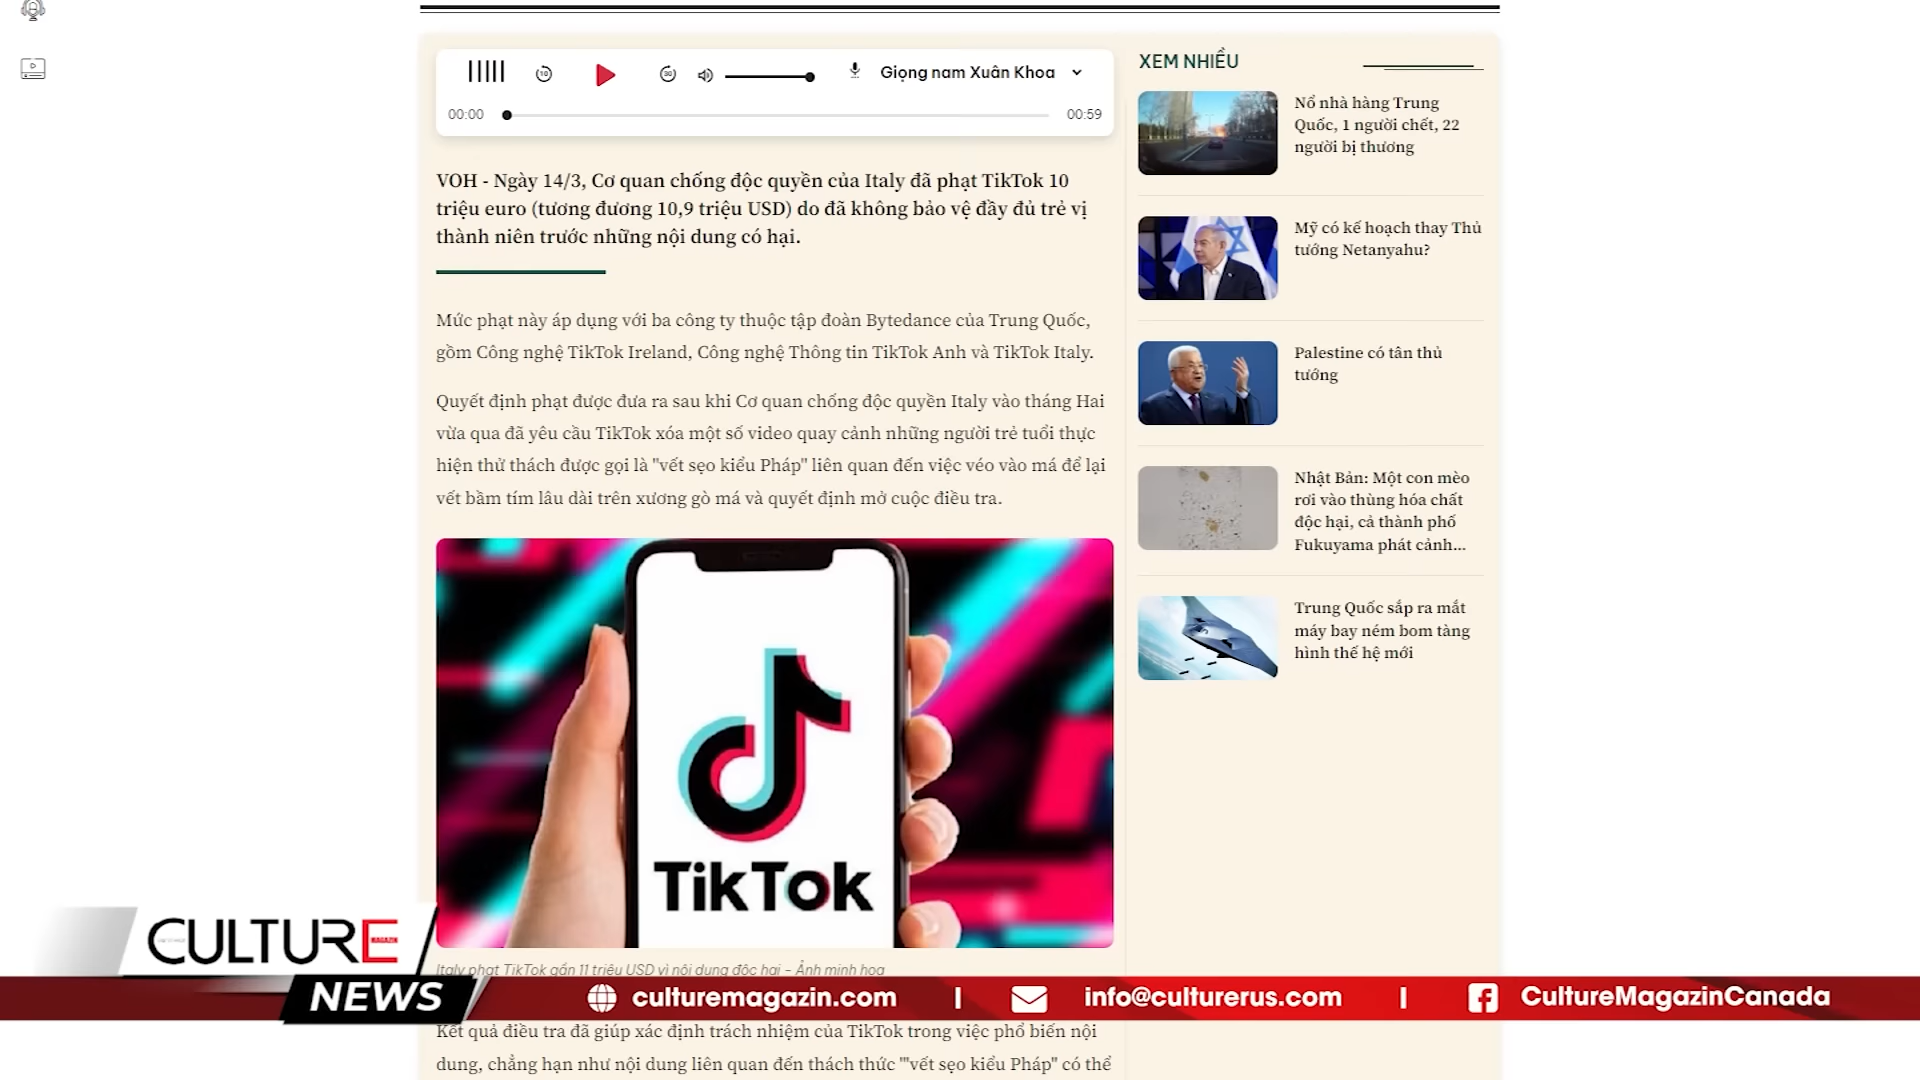 10
30
Giọng nam Xuân Khoa
00:00
00:59
VOH - Ngày 14/3, Cơ quan chống độc quyền của Italy đã phạt TikTok 10
triệu euro (tương đương 10,9 triệu USD) do đã không bảo vệ đầy đủ trẻ vị
thành niên trước những nội dung có hại.
Mức phạt này áp dụng với ba công ty thuộc tập đoàn Bytedance của Trung Quốc,
gồm Công nghệ TikTok Ireland, Công nghệ Thông tin TikTok Anh và TikTok Italy.
Quyết định phạt được đưa ra sau khi Cơ quan chống độc quyền Italy vào tháng Hai
vừa qua đã yêu cầu TikTok xóa một số video quay cảnh những người trẻ tuổi thực
hiện thử thách được gọi là "vết sẹo kiểu Pháp" liên quan đến việc véo vào má để lại
vết bầm tím lâu dài trên xương gò má và quyết định mở cuộc điều tra.
TikTok
Italy phạt TikTok gần 11 triệu USD vì nội dung độc hại - Ảnh minh họa
Kết quả điều tra đã giúp xác định trách nhiệm của TikTok trong việc phổ biến nội
dung, chẳng hạn như nội dung liên quan đến thách thức '"vết sẹo kiểu Pháp" có thể
XEM NHIỀU
Nổ nhà hàng Trung
Quốc, 1 người chết, 22
người bị thương
Mỹ có kế hoạch thay Thủ
tướng Netanyahu?
Palestine có tân thủ
tướng
Nhật Bản: Một con mèo
rơi vào thùng hóa chất
độc hại, cả thành phố
Fukuyama phát cảnh...
Trung Quốc sắp ra mắt
máy bay ném bom tàng
hình thế hệ mới
CULTURE
MAGAZIN
NEWS
culturemagazin.com | info@culturerus.com | CultureMagazinCanada